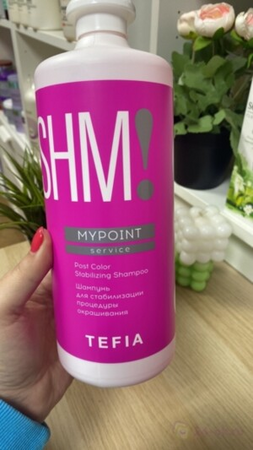 SHM!
MYPOINT
service
Post Color
Stabilizing Shampoo
Шампунь
для стабилизации
процедуры
окрашивания
TEFIA